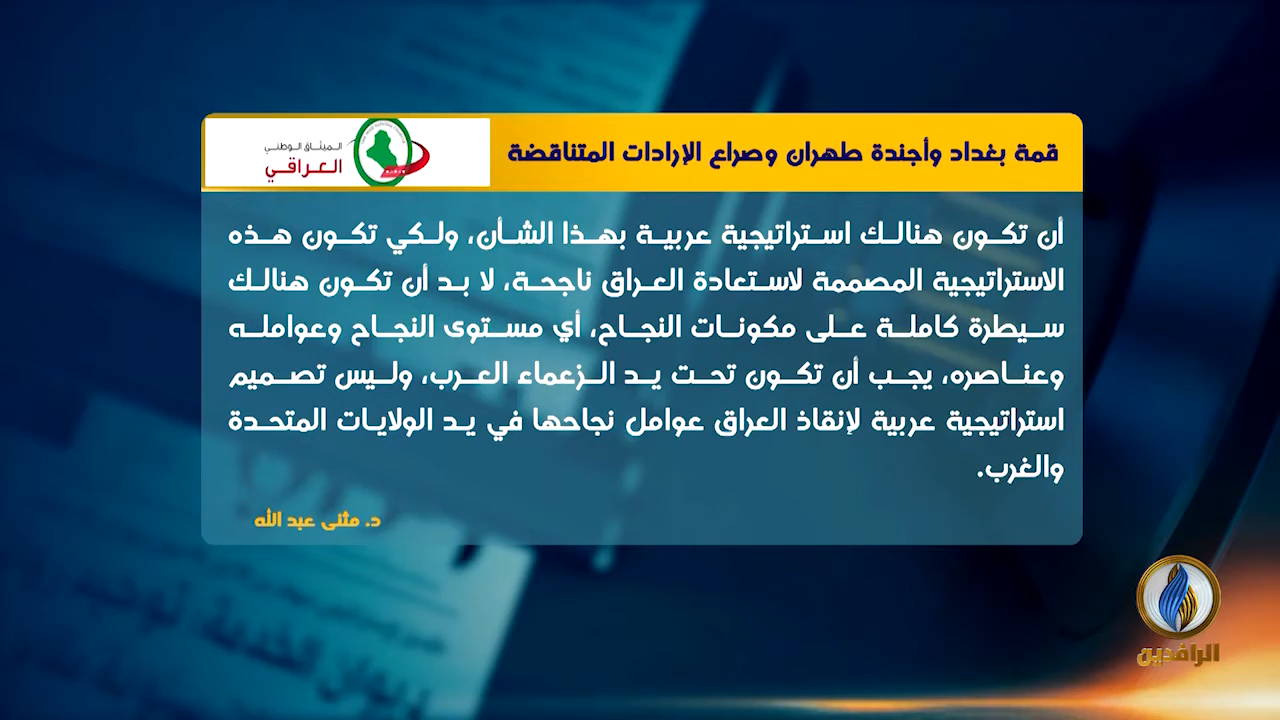 قمة بغداد وأجندة طهران وصراع الإرادات المتناقضة
الميثاق الوطني
العراقي
أن تكون هنالك استراتيجية عربية بهذا الشأن، ولكي تكون هذه
الاستراتيجية المصممة لاستعادة العراق ناجحة، لا بد أن تكون هنالك
سيطرة كاملة على مكونات النجاح، أي مستوى النجاح وعوامله
وعناصره، يجب أن تكون تحت يد الزعماء العرب، وليس تصميم
استراتيجية عربية لإنقاذ العراق عوامل نجاحها في يد الولايات المتحدة
والغرب.
د. مثنى عبد الله
الرافدين